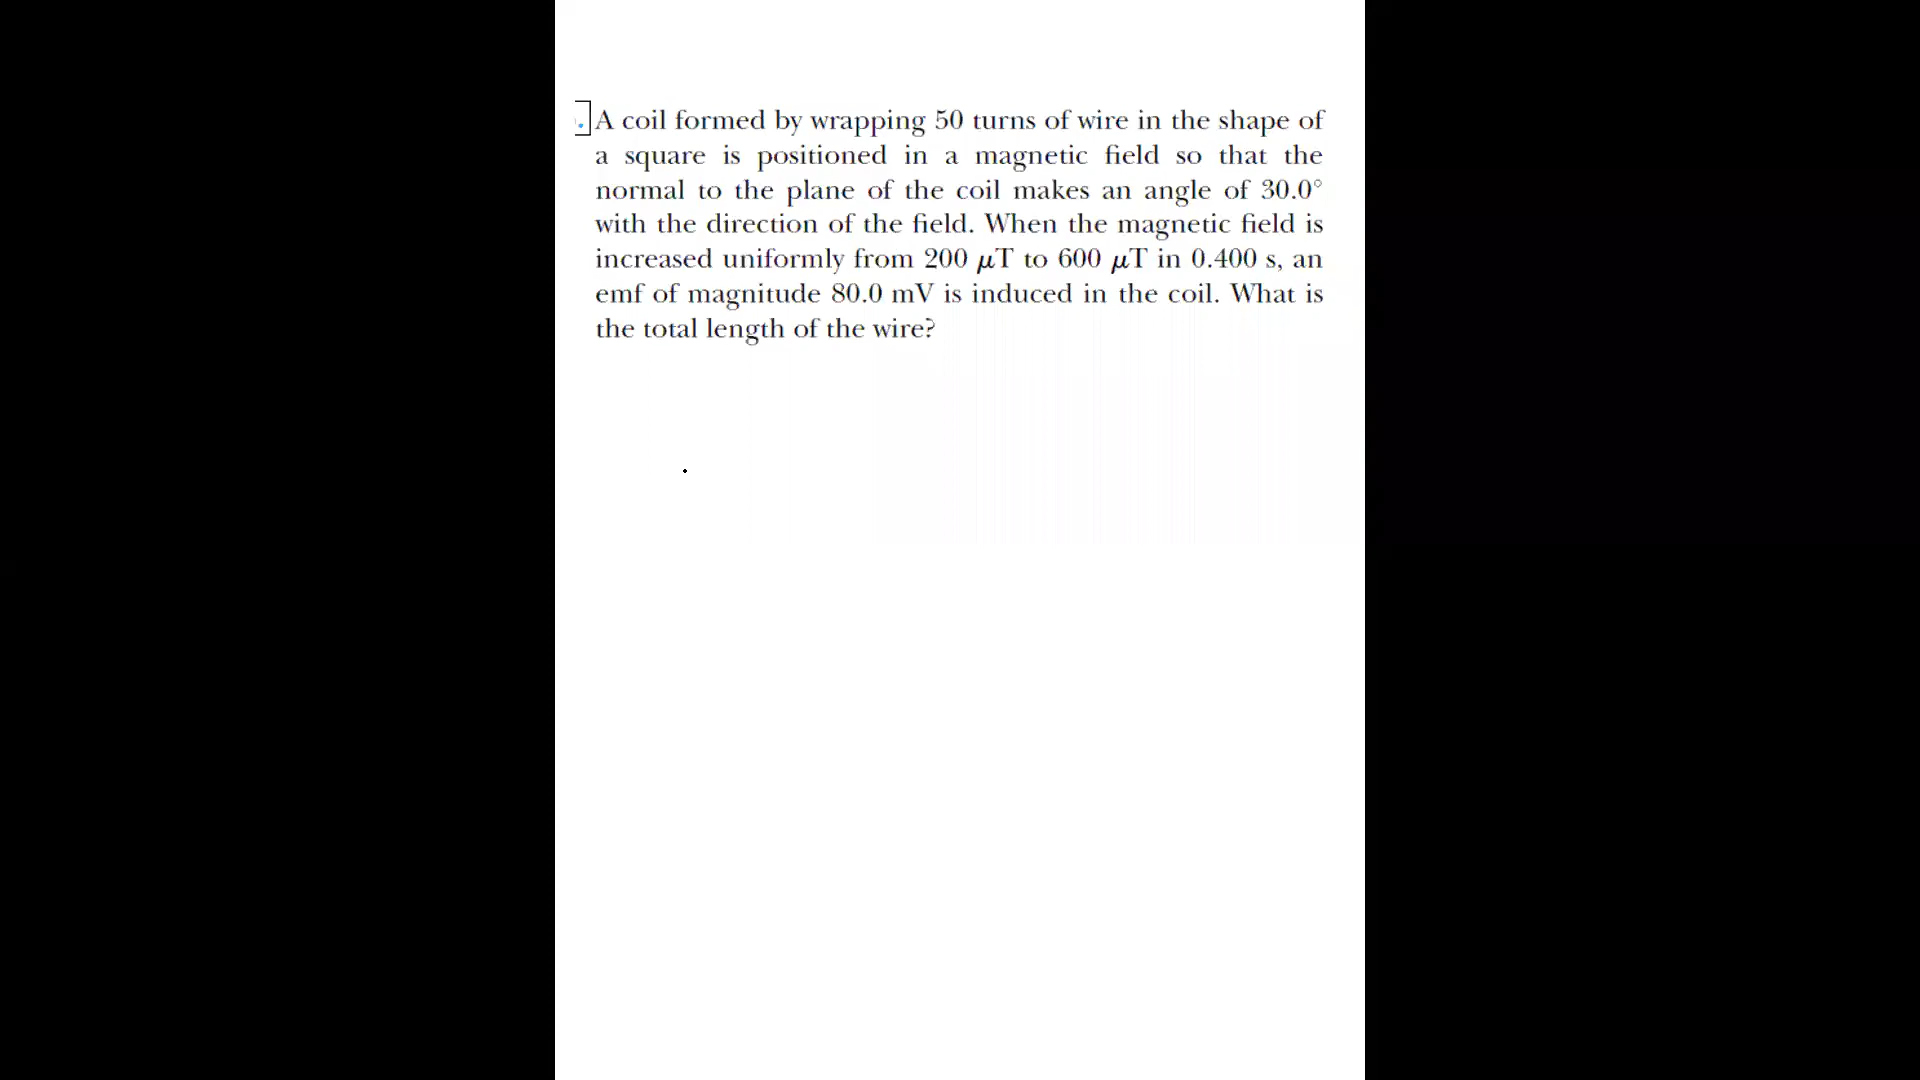 . A coil formed by wrapping 50 turns of wire in the shape of
a square is positioned in a magnetic field so that the
normal to the plane of the coil makes an angle of 30.0°
with the direction of the field. When the magnetic field is
increased uniformly from 200 μT to 600 μT in 0.400 s, an
emf of magnitude 80.0 mV is induced in the coil. What is
the total length of the wire?